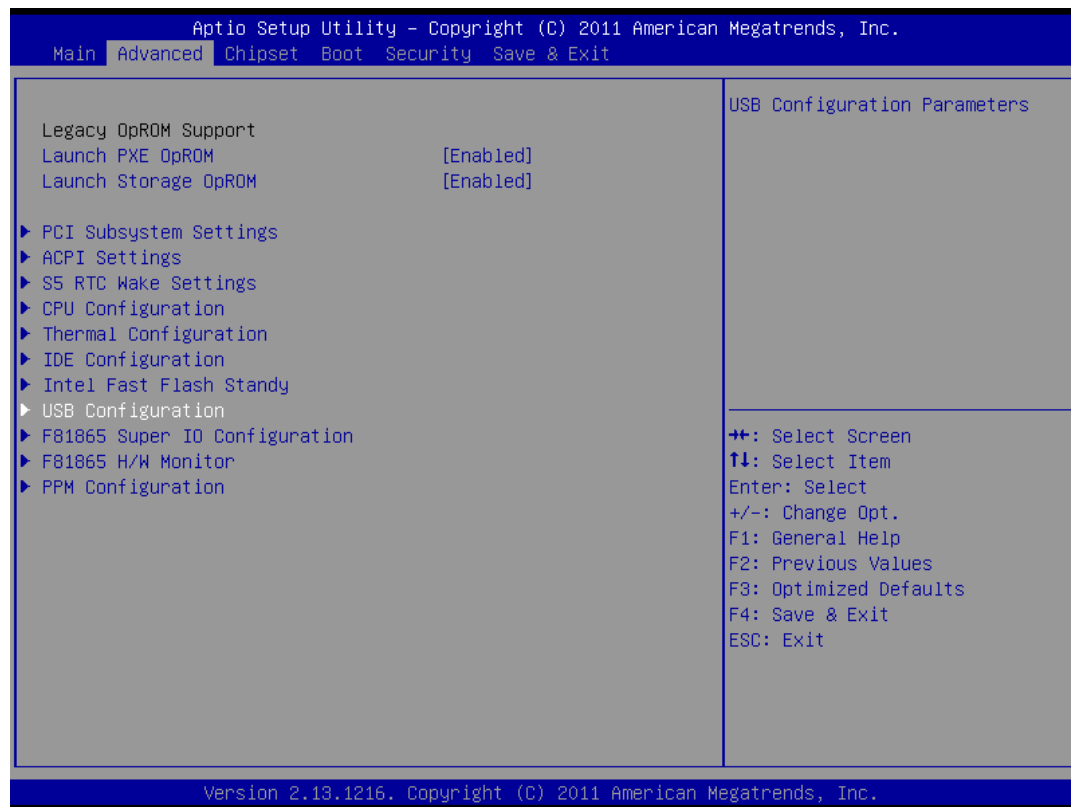 Aptio Setup Utility – Copyright (C) 2011 American Megatrends, Inc.
Main Advanced Chipset Boot Security Save & Exit
Legacy OpROM Support
Launch PXE OpROM [Enabled]
Launch Storage OpROM [Enabled]
▶ PCI Subsystem Settings
▶ ACPI Settings
▶ S5 RTC Wake Settings
▶ CPU Configuration
▶ Thermal Configuration
▶ IDE Configuration
▶ Intel Fast Flash Standy
▶ USB Configuration
▶ F81865 Super IO Configuration
▶ F81865 H/W Monitor
▶ PPM Configuration
USB Configuration Parameters
→←: Select Screen
↑↓: Select Item
Enter: Select
+/-: Change Opt.
F1: General Help
F2: Previous Values
F3: Optimized Defaults
F4: Save & Exit
ESC: Exit
Version 2.13.1216. Copyright (C) 2011 American Megatrends, Inc.